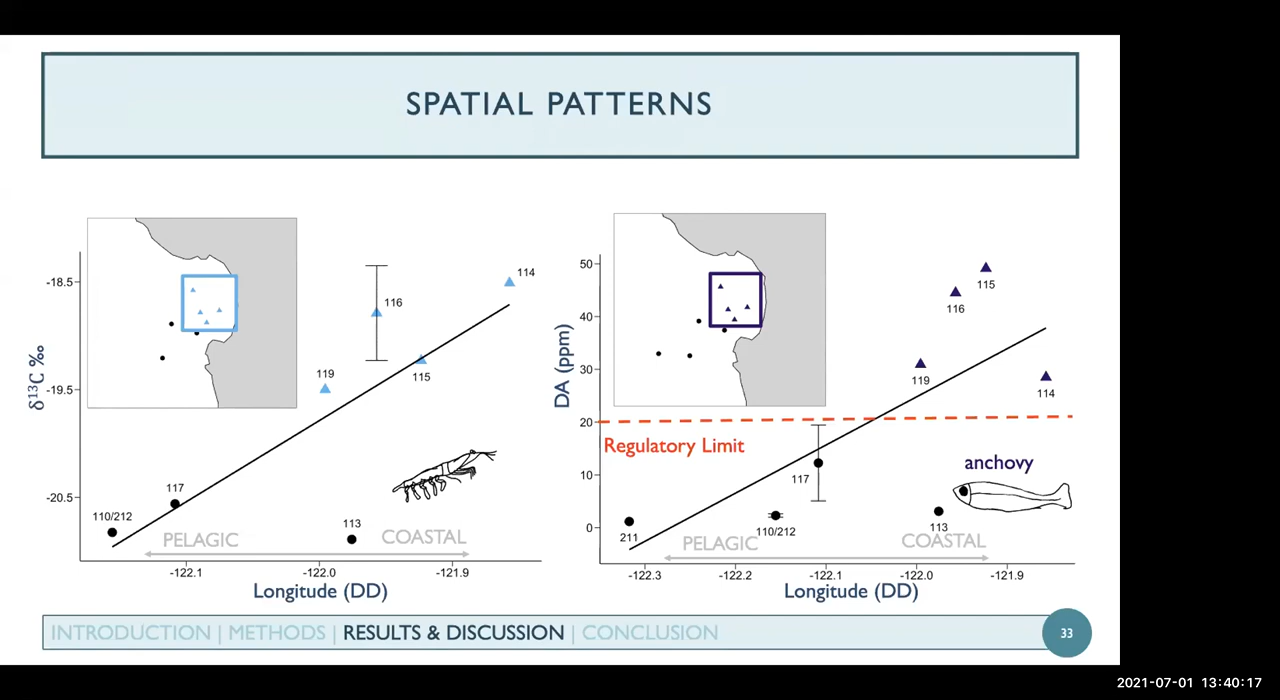 SPATIAL PATTERNS
δ¹³C ‰
-18.5
-19.5
-20.5
114
116
115
119
117
110/212
113
PELAGIC
COASTAL
-122.1
-122.0
-121.9
Longitude (DD)
DA (ppm)
50
40
30
20
10
0
115
116
119
114
Regulatory Limit
anchovy
117
211
110/212
113
PELAGIC
COASTAL
-122.3
-122.2
-122.1
-122.0
-121.9
Longitude (DD)
INTRODUCTION | METHODS | RESULTS & DISCUSSION | CONCLUSION
33
2021-07-01 13:40:17